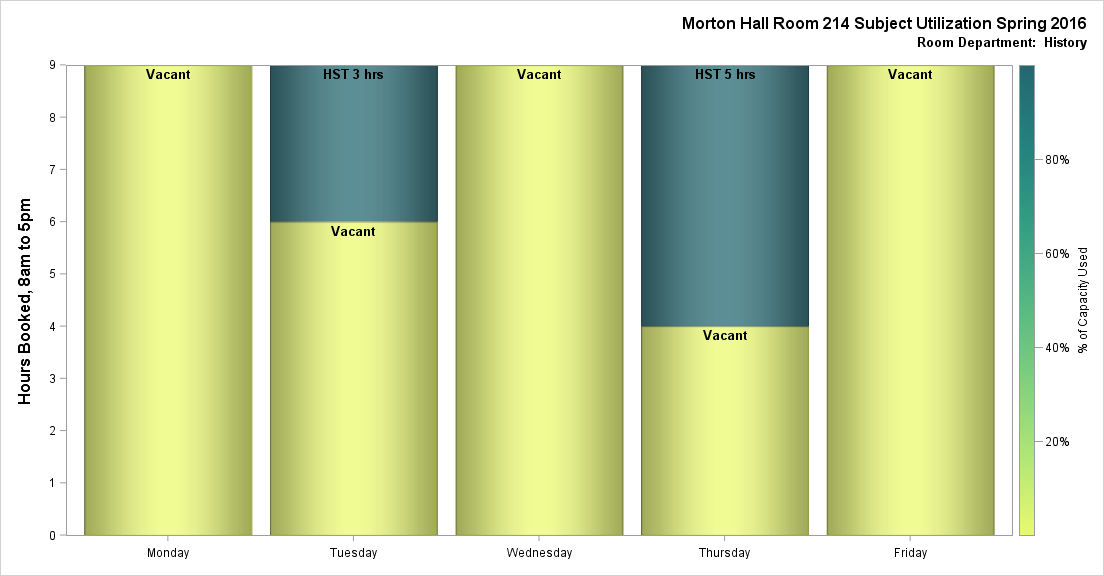 Morton Hall Room 214 Subject Utilization Spring 2016
Room Department: History
Hours Booked, 8am to 5pm
9
8
7
6
5
4
3
2
1
0
Vacant
HST 3 hrs
Vacant
HST 5 hrs
Vacant
Vacant
Vacant
Monday
Tuesday
Wednesday
Thursday
Friday
80%
60%
40%
20%
% of Capacity Used